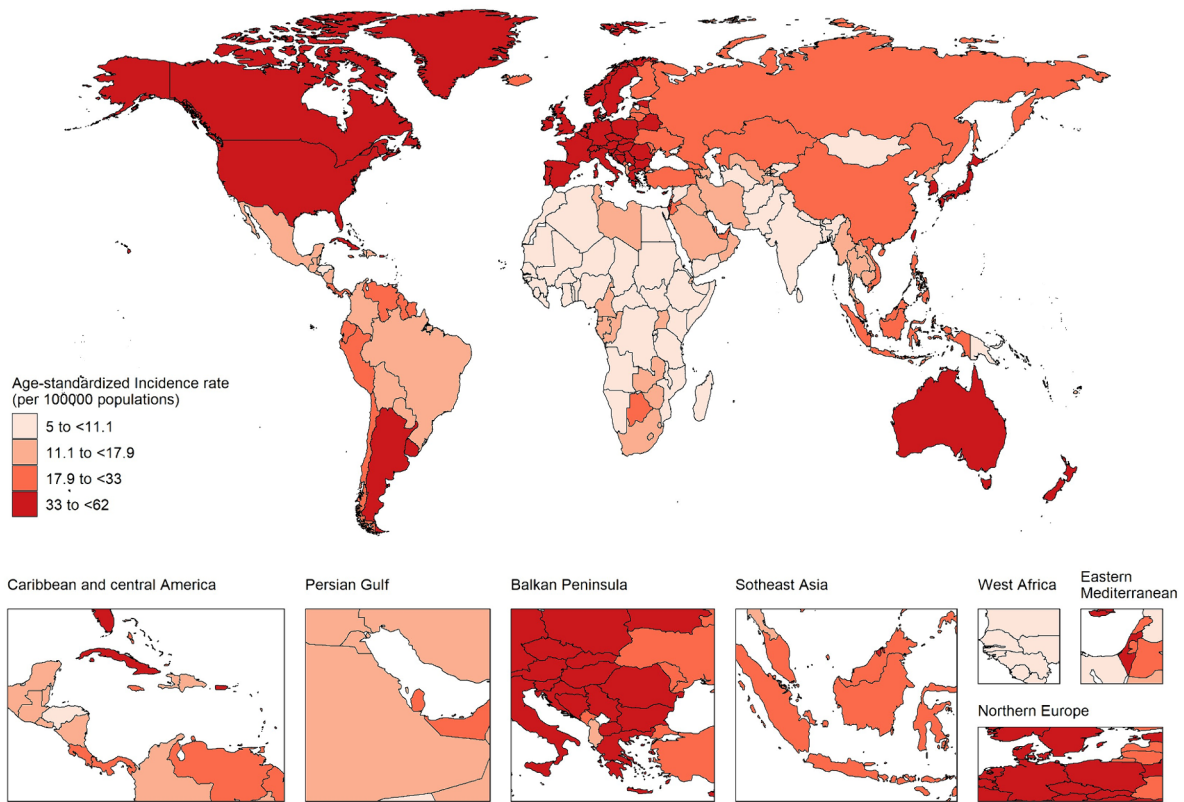 Age-standardized Incidence rate
(per 100000 populations)
5 to <11.1
11.1 to <17.9
17.9 to <33
33 to <62
Caribbean and central America
Persian Gulf
Balkan Peninsula
Sotheast Asia
West Africa
Eastern
Mediterranean
Northern Europe